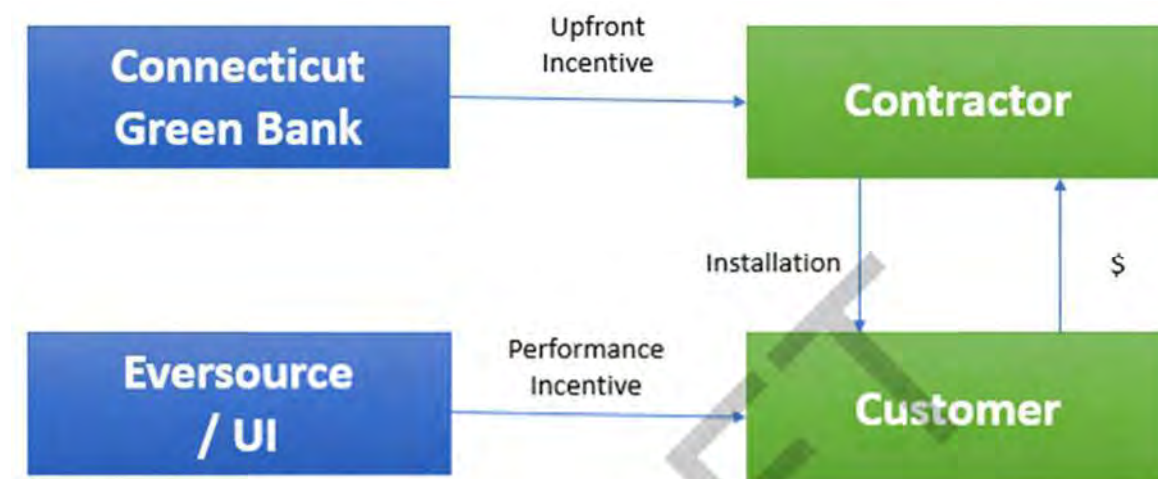 Upfront
Incentive
Connecticut
Green Bank
Contractor
Installation
$
Performance
Incentive
Eversource
/ UI
Customer